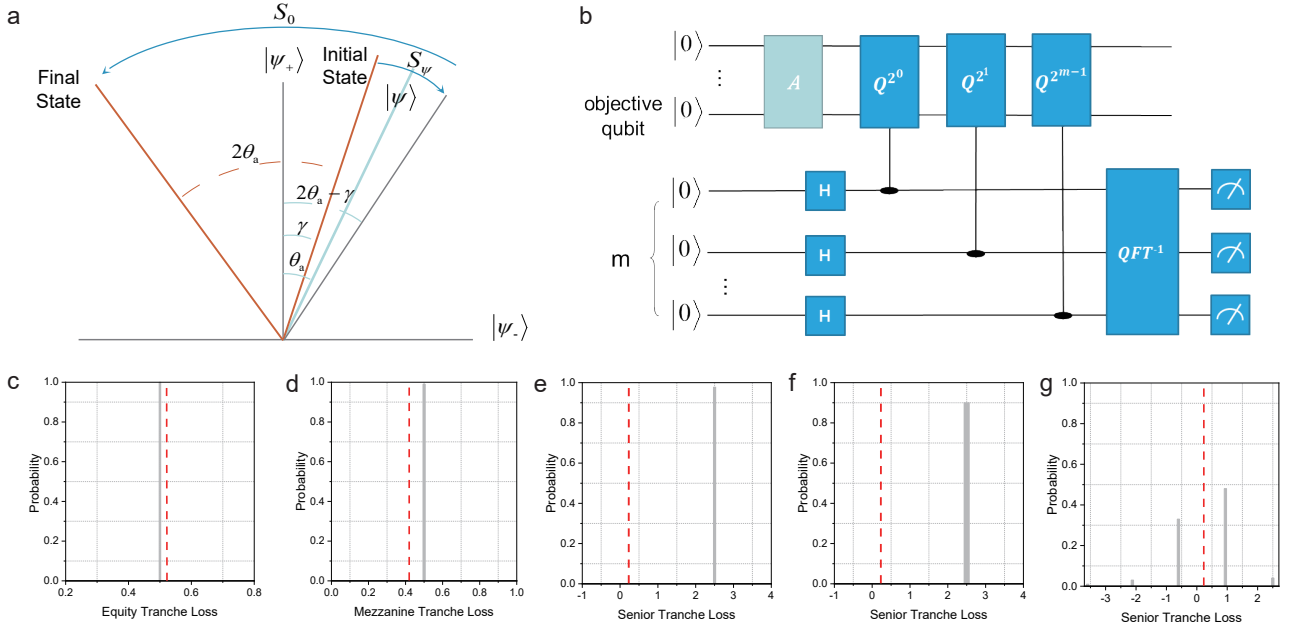 a
S₀
|ψ₊⟩
Initial
State
S_ψ
|ψ⟩
Final
State
2θₐ
2θₐ − γ
γ
θₐ
|ψ₋⟩
b
|0⟩
⋮
objective
qubit
|0⟩
A
Q^{2^0}
Q^{2^1}
Q^{2^{m−1}}
m
|0⟩
H
|0⟩
H
⋮
|0⟩
H
QFT⁻¹
c
Probability
1.0
0.8
0.6
0.4
0.2
0.0
0.2 0.4 0.6 0.8
Equity Tranche Loss
d
Probability
1.0
0.8
0.6
0.4
0.2
0.0
0.0 0.2 0.4 0.6 0.8 1.0
Mezzanine Tranche Loss
e
Probability
1.0
0.8
0.6
0.4
0.2
0.0
-1 0 1 2 3 4
Senior Tranche Loss
f
Probability
1.0
0.8
0.6
0.4
0.2
0.0
-1 0 1 2 3 4
Senior Tranche Loss
g
Probability
1.0
0.8
0.6
0.4
0.2
0.0
-3 -2 -1 0 1 2
Senior Tranche Loss